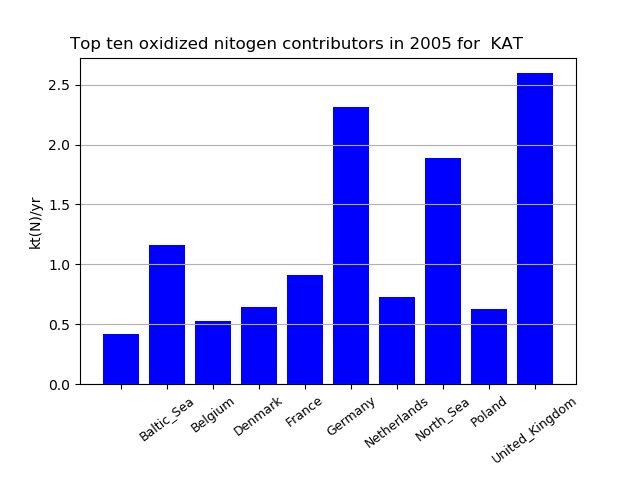 Top ten oxidized nitogen contributors in 2005 for  KAT
kt(N)/yr
2.5
2.0
1.5
1.0
0.5
0.0
Baltic_Sea
Belgium
Denmark
France
Germany
Netherlands
North_Sea
Poland
United_Kingdom